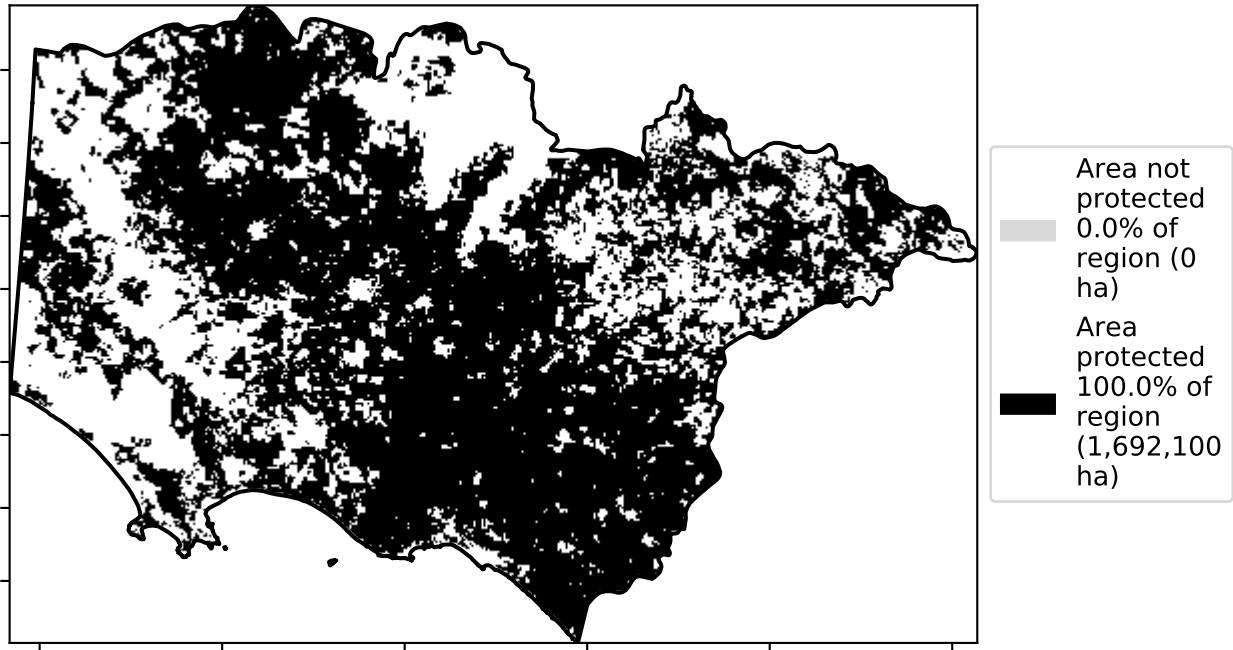 Area not
protected
0.0% of
region (0
ha)
Area
protected
100.0% of
region
(1,692,100
ha)